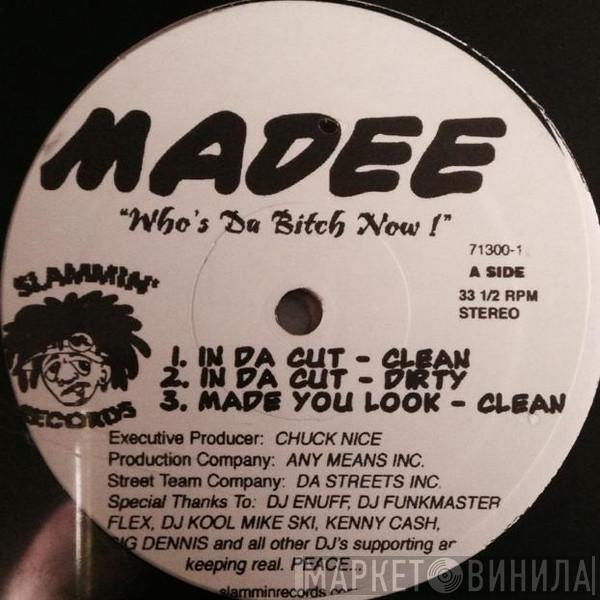 MADEE
"Who's Da Bitch Now!"
71300-1
A SIDE
33 1/2 RPM
STEREO
SLAMMIN'
RECORDS
1. IN DA CUT - CLEAN
2. IN DA CUT - DIRTY
3. MADE YOU LOOK - CLEAN
Executive Producer: CHUCK NICE
Production Company: ANY MEANS INC.
Street Team Company: DA STREETS INC.
Special Thanks To: DJ ENUFF, DJ FUNKMASTER
FLEX, DJ KOOL MIKE SKI, KENNY CASH,
BIG DENNIS and all other DJ's supporting
keeping real. PEACE...
slamminrecords.com
МАРКЕТ ВИНИЛА